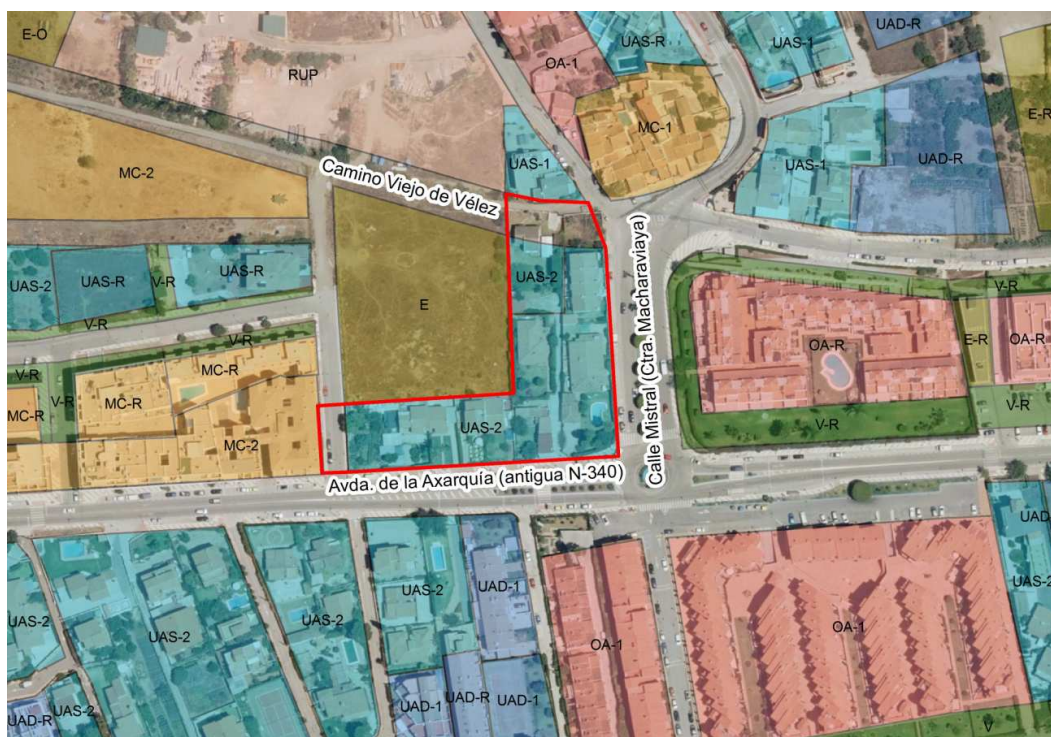 E-O
RUP
OA-1
UAS-R
UAS-1
UAD-R
MC-1
E-R
MC-2
UAS-1
UAS-1
UAD-R
Camino Viejo de Vélez
UAS-2
UAS-R
V-R
UAS-R
UAS-2
E
Calle Mistral (Ctra. Macharaviaya)
V-R
V-R
V-R
OA-R
E-R
OA-R
V-R
V-R
MC-R
MC-R
V-R
MC-R
MC-2
UAS-2
V-R
V-R
Avda. de la Axarquía (antigua N-340)
UAD
UAS-2
UAS-2
UAS-2
UAS-2
UAS-2
UAD-1
OA-1
OA-1
UAD-R
UAS-2
UAD-1
UAD-R
UAD-1
V